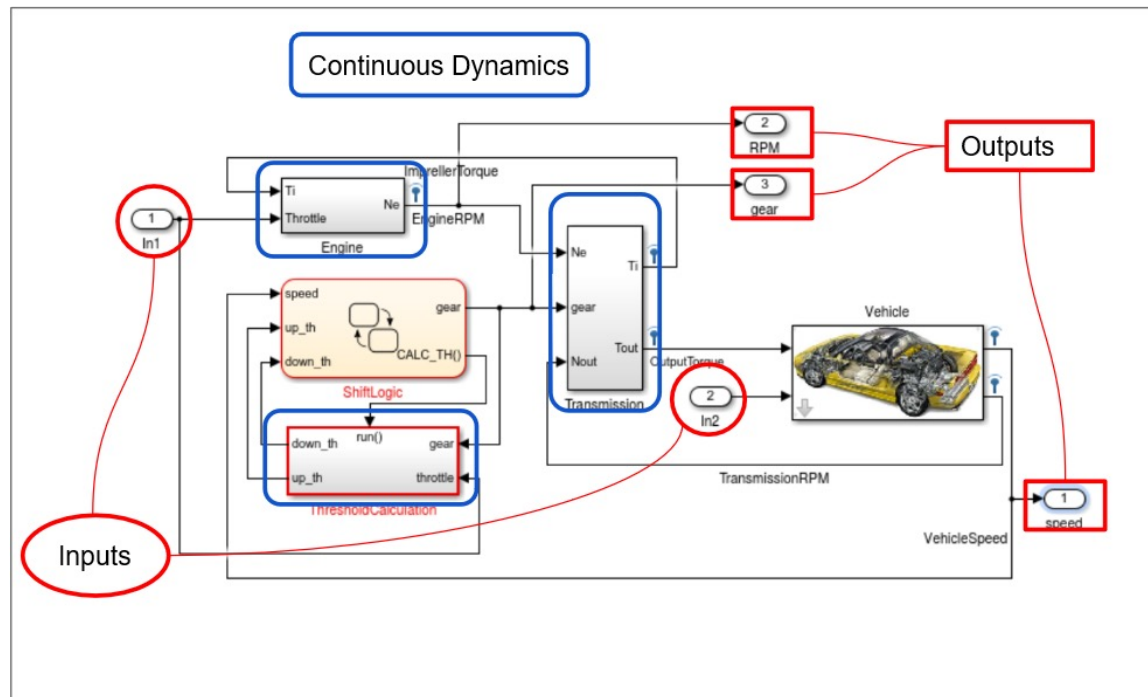 Continuous Dynamics
2
RPM
Outputs
ImprellerTorque
3
gear
Ti
Throttle
Ne
EngineRPM
Engine
1
In1
Ne
gear
Nout
Ti
Tout
Transmission
speed
up_th
down_th
gear
CALC_TH()
ShiftLogic
Vehicle
OutputTorque
2
In2
run()
down_th
up_th
gear
throttle
ThresholdCalculation
TransmissionRPM
1
speed
VehicleSpeed
Inputs